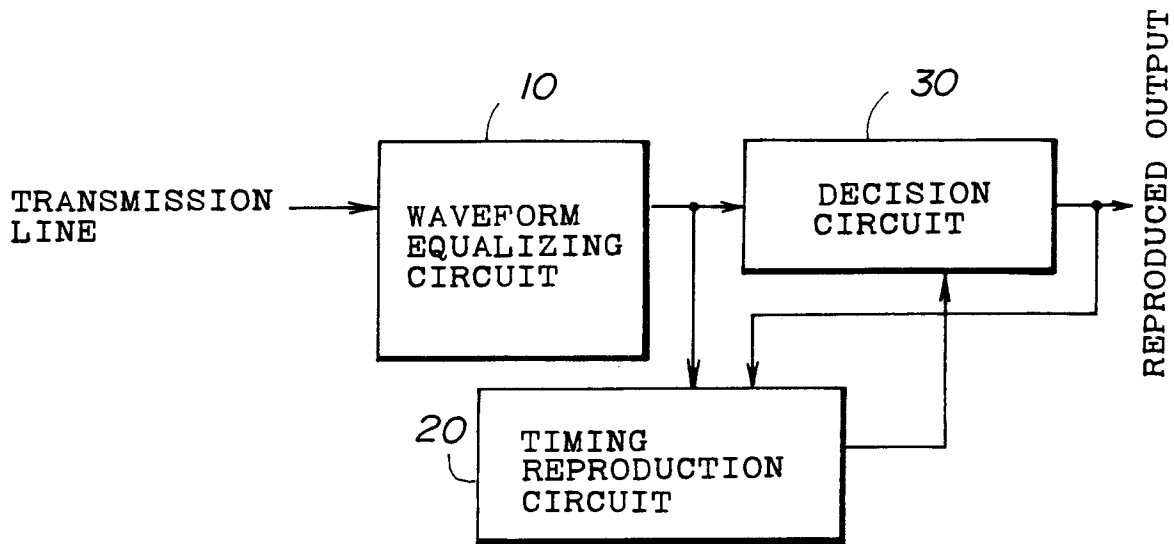 10
30
TRANSMISSION
LINE
WAVEFORM
EQUALIZING
CIRCUIT
DECISION
CIRCUIT
REPRODUCED OUTPUT
20
TIMING
REPRODUCTION
CIRCUIT